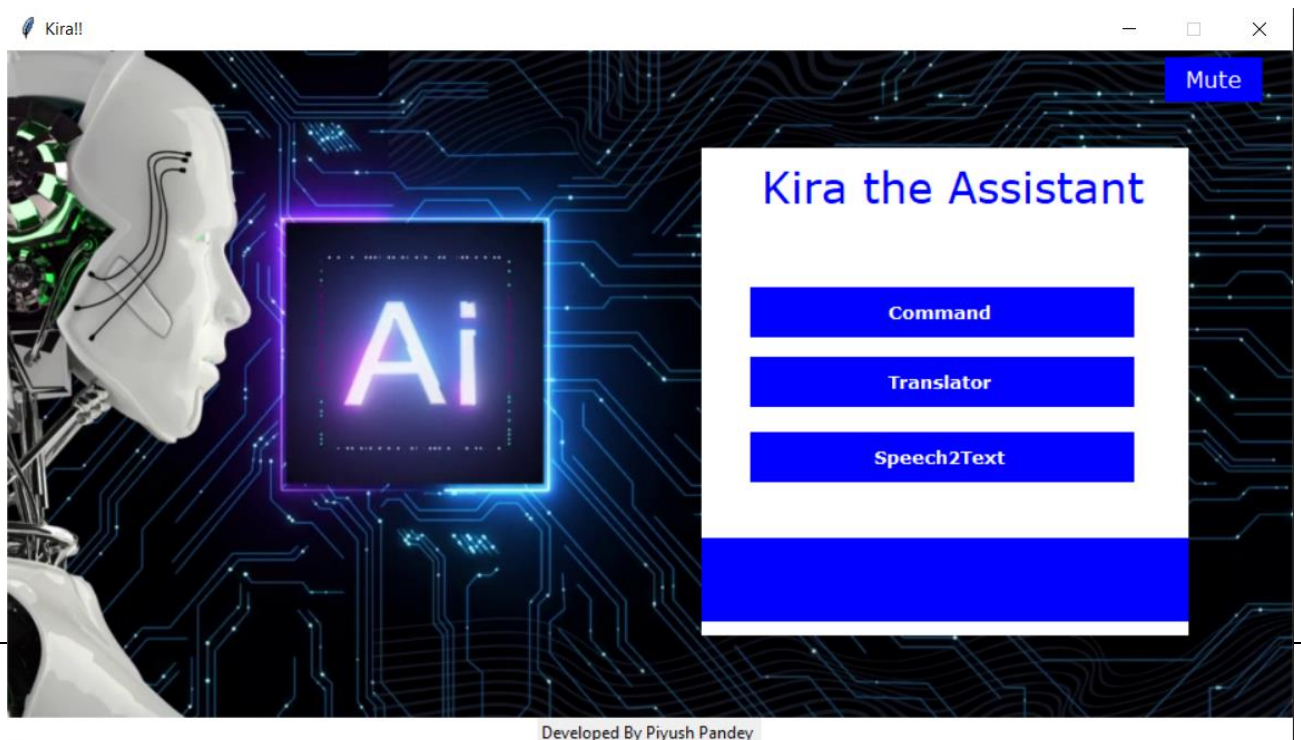 Kira!!
Mute
Kira the Assistant
Ai
Command
Translator
Speech2Text
Developed By Piyush Pandey